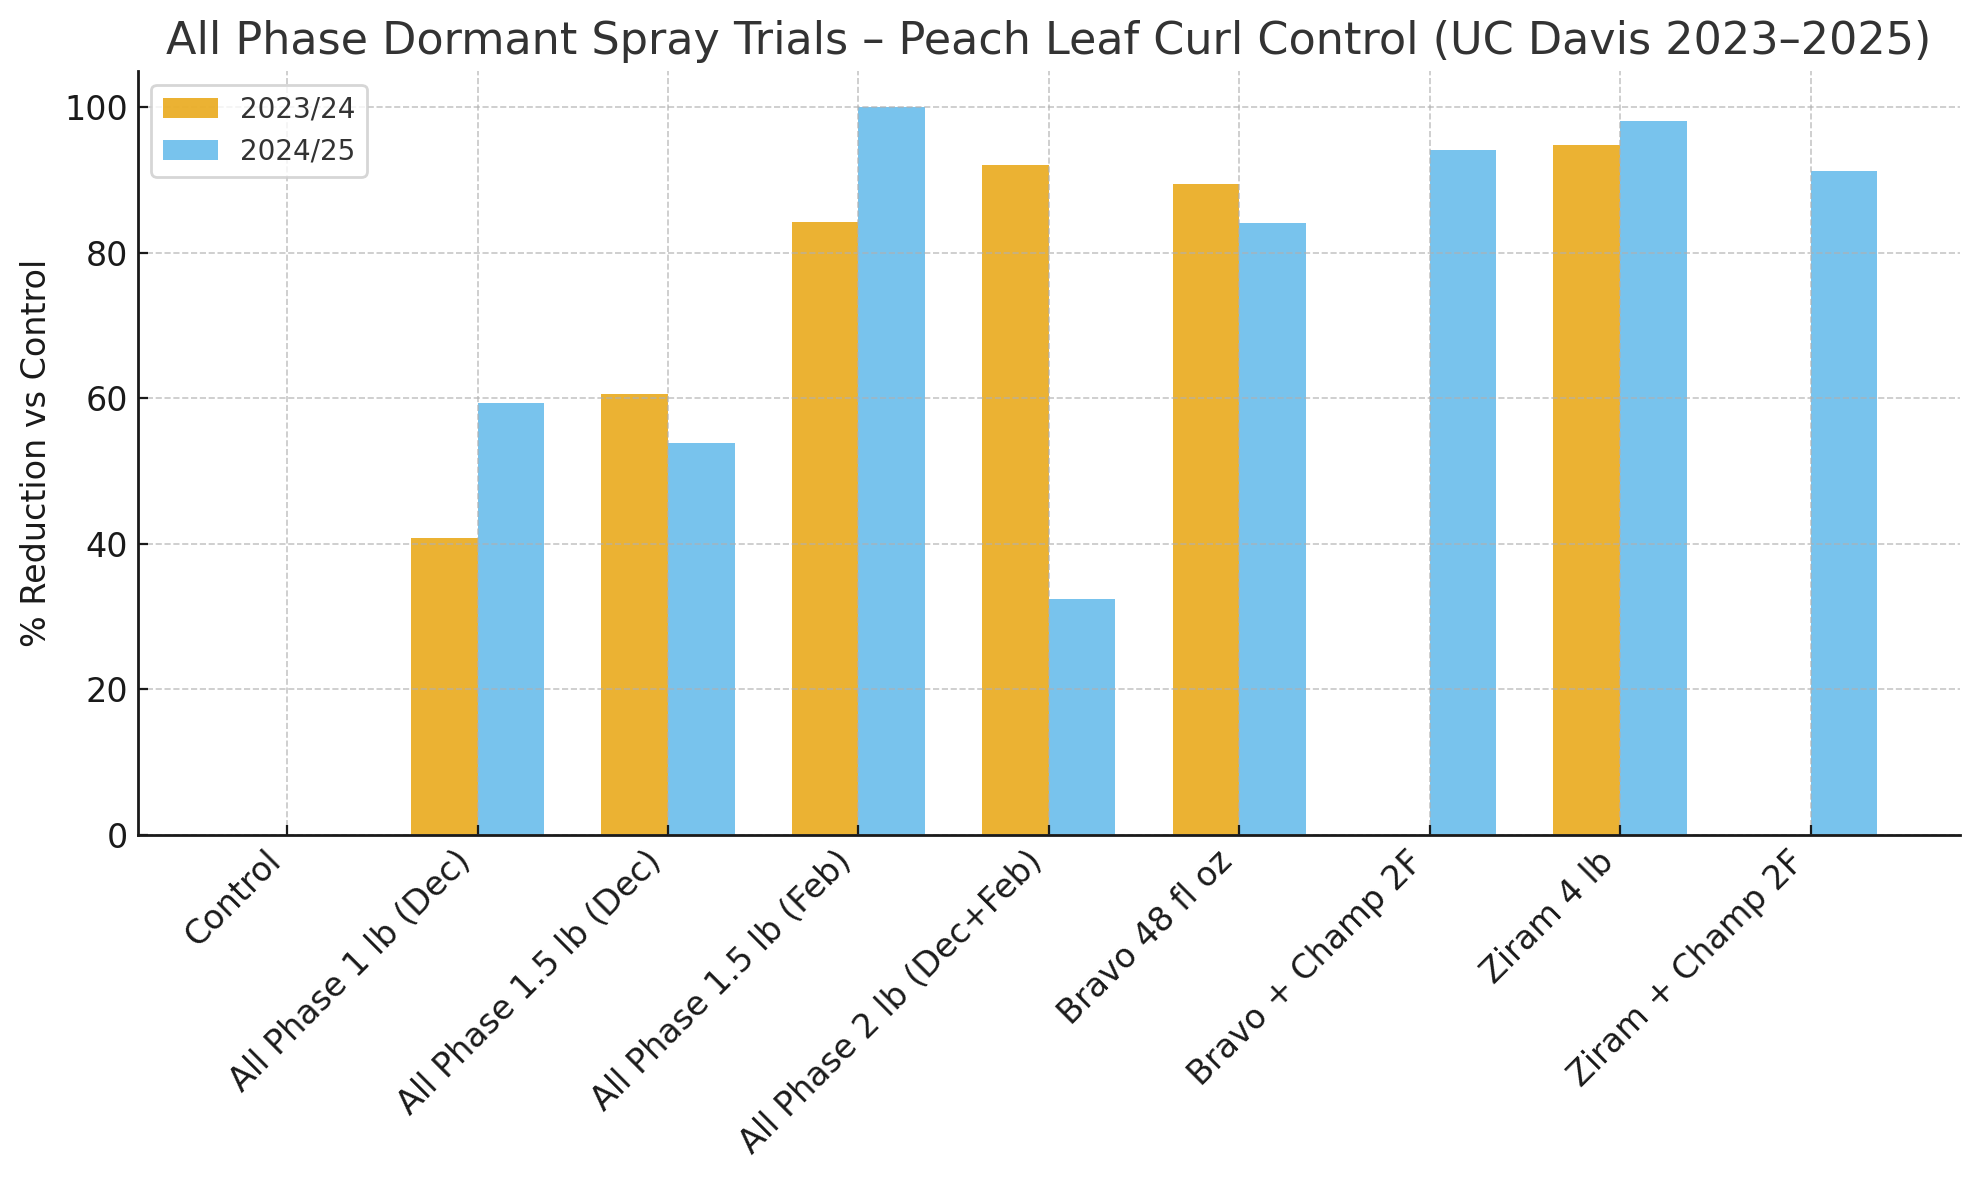 All Phase Dormant Spray Trials – Peach Leaf Curl Control (UC Davis 2023–2025)
2023/24
2024/25
% Reduction vs Control
100
80
60
40
20
0
Control
All Phase 1 lb (Dec)
All Phase 1.5 lb (Dec)
All Phase 1.5 lb (Feb)
All Phase 2 lb (Dec+Feb)
Bravo 48 fl oz
Bravo + Champ 2F
Ziram 4 lb
Ziram + Champ 2F